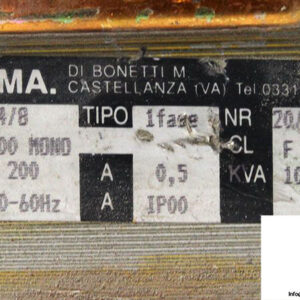 MA. DI BONETTI M
CASTELLANZA (VA) Tel.0331
4/8 TIPO 1fase NR 20/
00 MONO CL F
200 A 0,5 KVA 10
0-60Hz A IP00